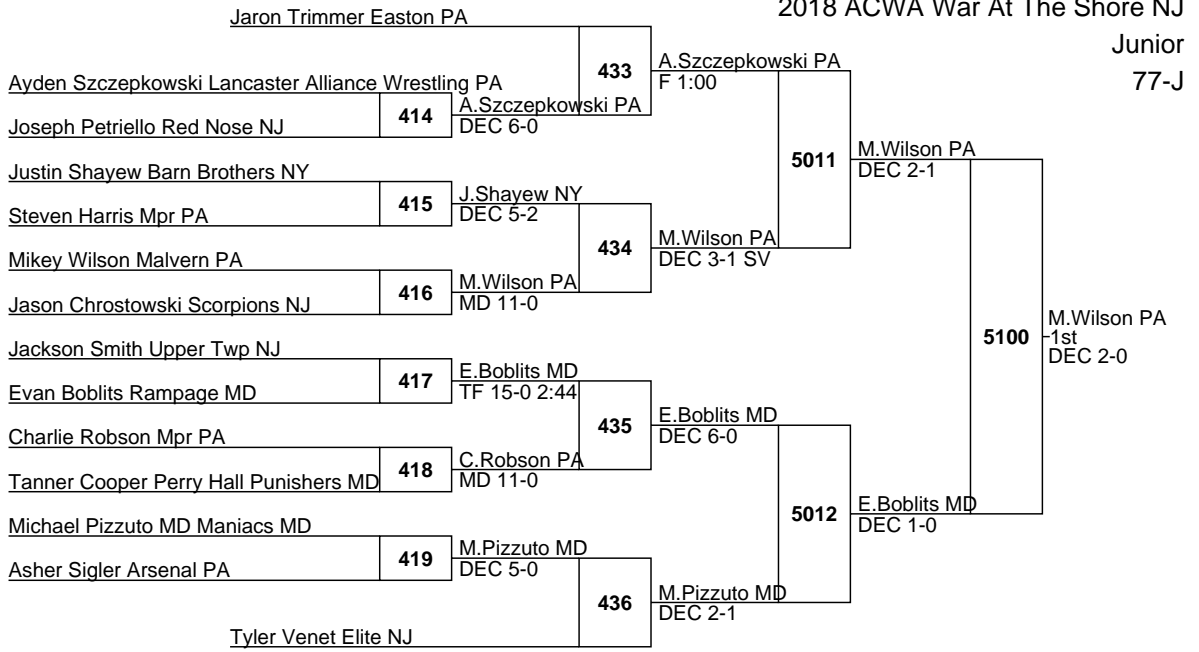 2018 ACWA War At The Shore NJ
Junior
77-J
Jaron Trimmer Easton PA
433
A.Szczepkowski PA
F 1:00
Ayden Szczepkowski Lancaster Alliance Wrestling PA
414
A.Szczepkowski PA
DEC 6-0
Joseph Petriello Red Nose NJ
5011
M.Wilson PA
DEC 2-1
Justin Shayew Barn Brothers NY
415
J.Shayew NY
DEC 5-2
Steven Harris Mpr PA
434
M.Wilson PA
DEC 3-1 SV
Mikey Wilson Malvern PA
416
M.Wilson PA
MD 11-0
Jason Chrostowski Scorpions NJ
5100
M.Wilson PA
1st
DEC 2-0
Jackson Smith Upper Twp NJ
417
E.Boblits MD
TF 15-0 2:44
Evan Boblits Rampage MD
435
E.Boblits MD
DEC 6-0
Charlie Robson Mpr PA
418
C.Robson PA
MD 11-0
Tanner Cooper Perry Hall Punishers MD
5012
E.Boblits MD
DEC 1-0
Michael Pizzuto MD Maniacs MD
419
M.Pizzuto MD
DEC 5-0
Asher Sigler Arsenal PA
436
M.Pizzuto MD
DEC 2-1
Tyler Venet Elite NJ